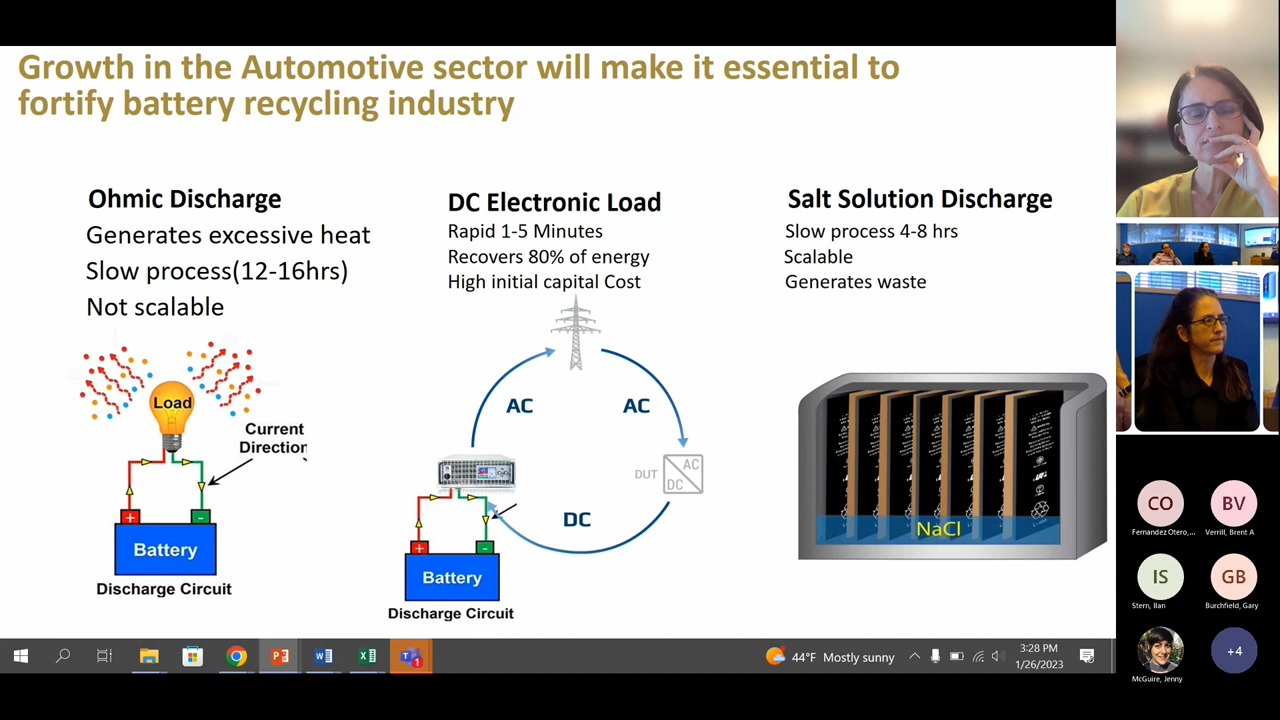 Growth in the Automotive sector will make it essential to
fortify battery recycling industry
Ohmic Discharge
Generates excessive heat
Slow process(12-16hrs)
Not scalable
Load
Current
Direction
+
-
Battery
Discharge Circuit
DC Electronic Load
Rapid 1-5 Minutes
Recovers 80% of energy
High initial capital Cost
AC
AC
DUT
AC
DC
DC
+
-
Battery
Discharge Circuit
Salt Solution Discharge
Slow process 4-8 hrs
Scalable
Generates waste
NaCl
CO
Fernandez Otero,...
BV
Verrill, Brent A
IS
Stern, Ilan
GB
Burchfield, Gary
McGuire, Jenny
+4
1
44°F Mostly sunny
3:28 PM
1/26/2023